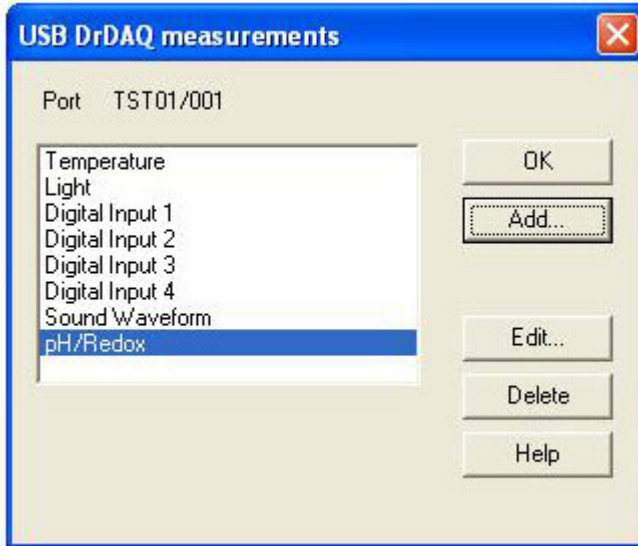 USB DrDAQ measurements
Port TST01/001
Temperature
Light
Digital Input 1
Digital Input 2
Digital Input 3
Digital Input 4
Sound Waveform
pH/Redox
OK
Add...
Edit...
Delete
Help